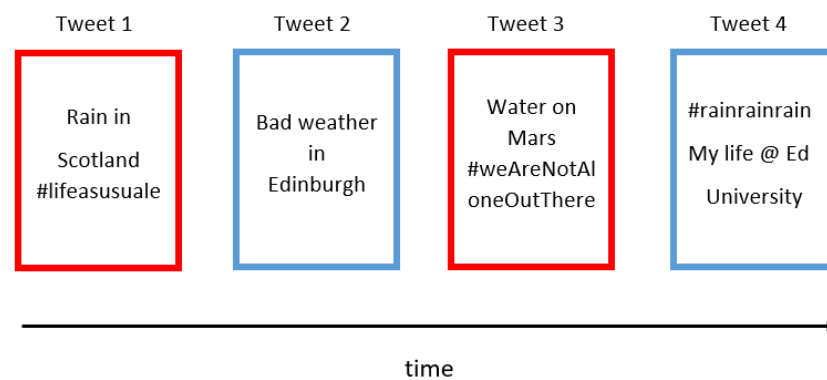 Tweet 1
Tweet 2
Tweet 3
Tweet 4
Rain in
Scotland
#lifeasusuale
Bad weather
in
Edinburgh
Water on
Mars
#weAreNotAl
oneOutThere
#rainrainrain
My life @ Ed
University
time